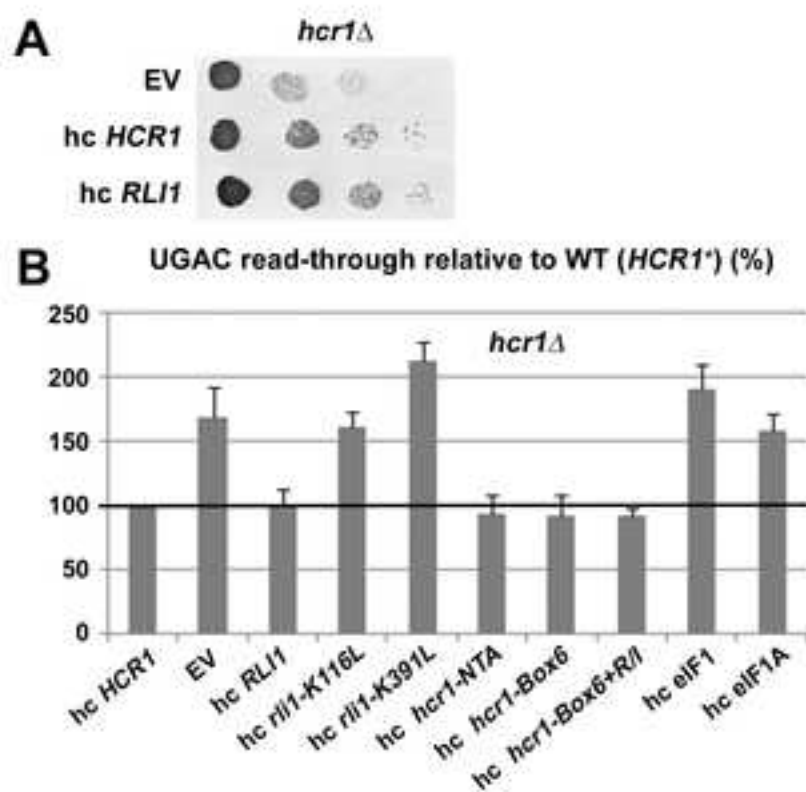 A
hcr1Δ
EV
hc HCR1
hc RLI1
B
UGAC read-through relative to WT (HCR1⁺) (%)
hcr1Δ
250
200
150
100
50
0
hc HCR1
EV
hc RLI1
hc rli1-K116L
hc rli1-K391L
hc hcr1-NTA
hc hcr1-Box6
hc hcr1-Box6+R/I
hc eIF1
hc eIF1A